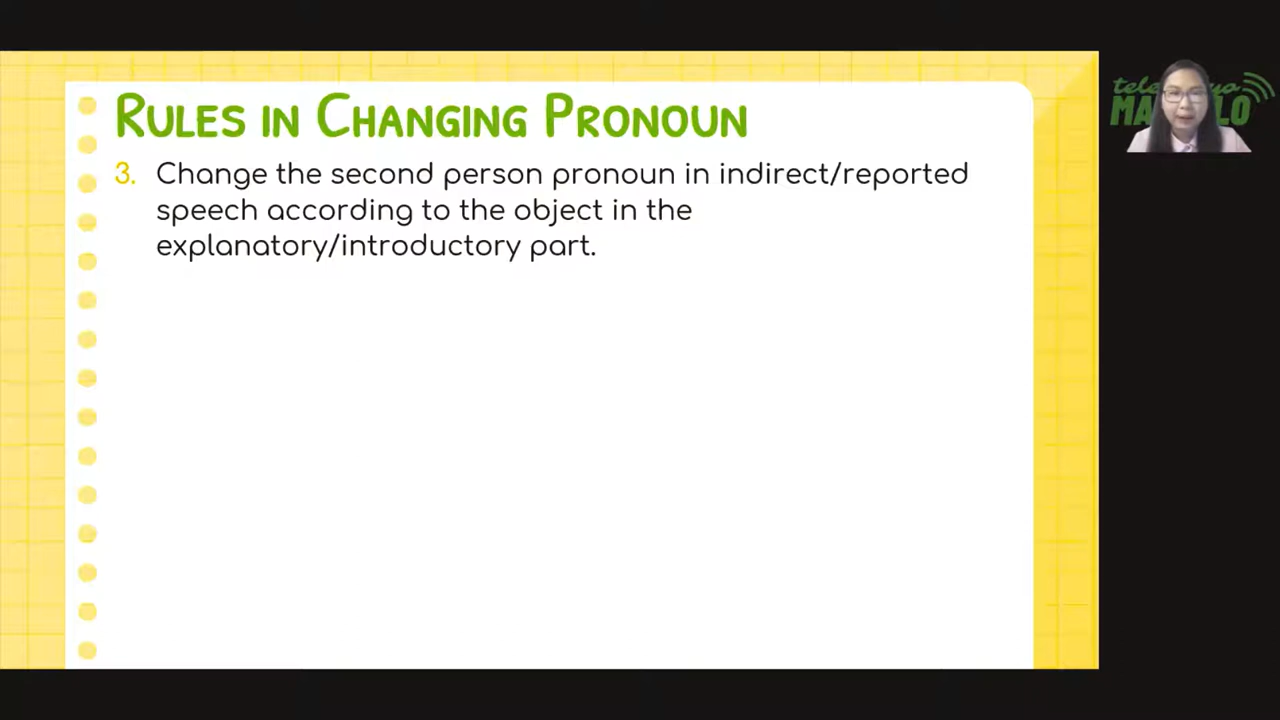 RULES IN CHANGING PRONOUN
3. Change the second person pronoun in indirect/reported
speech according to the object in the
explanatory/introductory part.